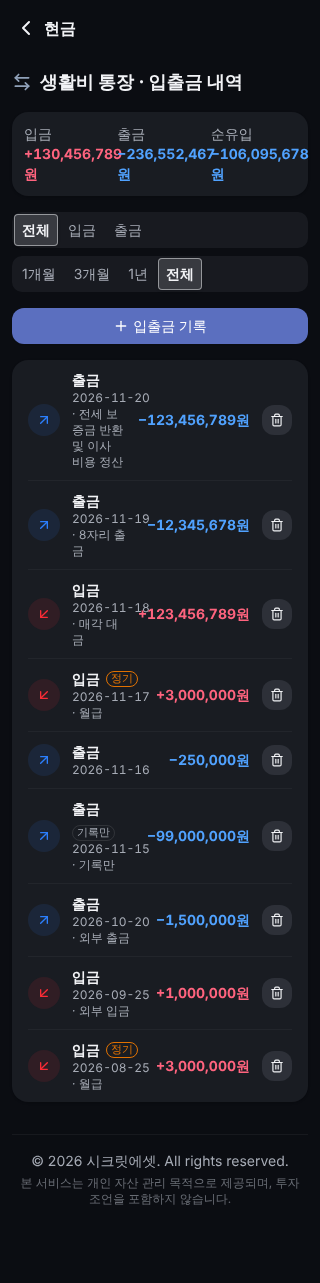 현금
생활비 통장 · 입출금 내역
입금 출금 순유입
+130,456,789원 −236,552,467원 −106,095,678원
전체 입금 출금
1개월 3개월 1년 전체
+ 입출금 기록
출금
2026-11-20
· 전세 보
증금 반환
및 이사
비용 정산
−123,456,789원
출금
2026-11-19
· 8자리 출
금
−12,345,678원
입금
2026-11-18
· 매각 대
금
+123,456,789원
입금 정기
2026-11-17
· 월급
+3,000,000원
출금
2026-11-16
−250,000원
출금
기록만
2026-11-15
· 기록만
−99,000,000원
출금
2026-10-20
· 외부 출금
−1,500,000원
입금
2026-09-25
· 외부 입금
+1,000,000원
입금 정기
2026-08-25
· 월급
+3,000,000원
© 2026 시크릿에셋. All rights reserved.
본 서비스는 개인 자산 관리 목적으로 제공되며, 투자
조언을 포함하지 않습니다.